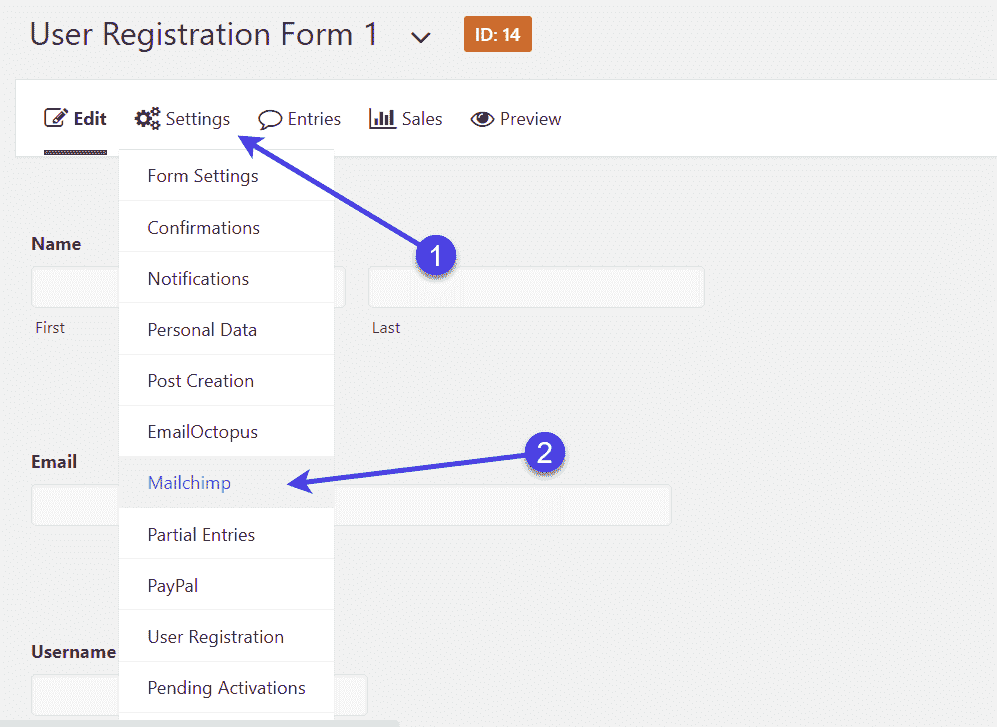 User Registration Form 1 ID: 14
Edit Settings Entries Sales Preview
Form Settings
Confirmations
Name
1
Notifications
First
Last
Personal Data
Post Creation
EmailOctopus
Email
2
Mailchimp
Partial Entries
PayPal
User Registration
Username
Pending Activations